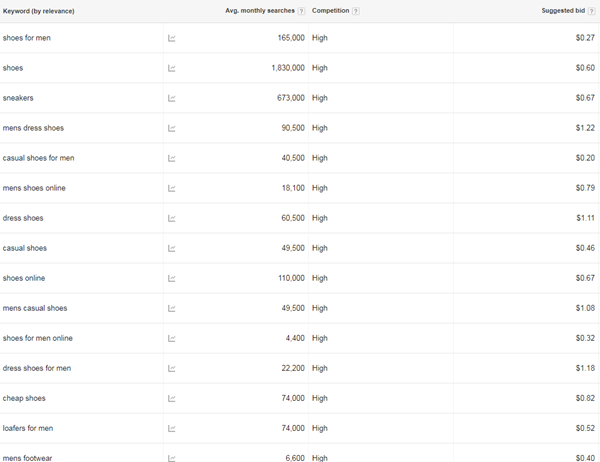 Keyword (by relevance) Avg. monthly searches ? Competition ? Suggested bid ?
shoes for men 165,000 High $0.27
shoes 1,830,000 High $0.60
sneakers 673,000 High $0.67
mens dress shoes 90,500 High $1.22
casual shoes for men 40,500 High $0.20
mens shoes online 18,100 High $0.79
dress shoes 60,500 High $1.11
casual shoes 49,500 High $0.46
shoes online 110,000 High $0.67
mens casual shoes 49,500 High $1.08
shoes for men online 4,400 High $0.32
dress shoes for men 22,200 High $1.18
cheap shoes 74,000 High $0.82
loafers for men 74,000 High $0.52
mens footwear 6,600 High $0.40